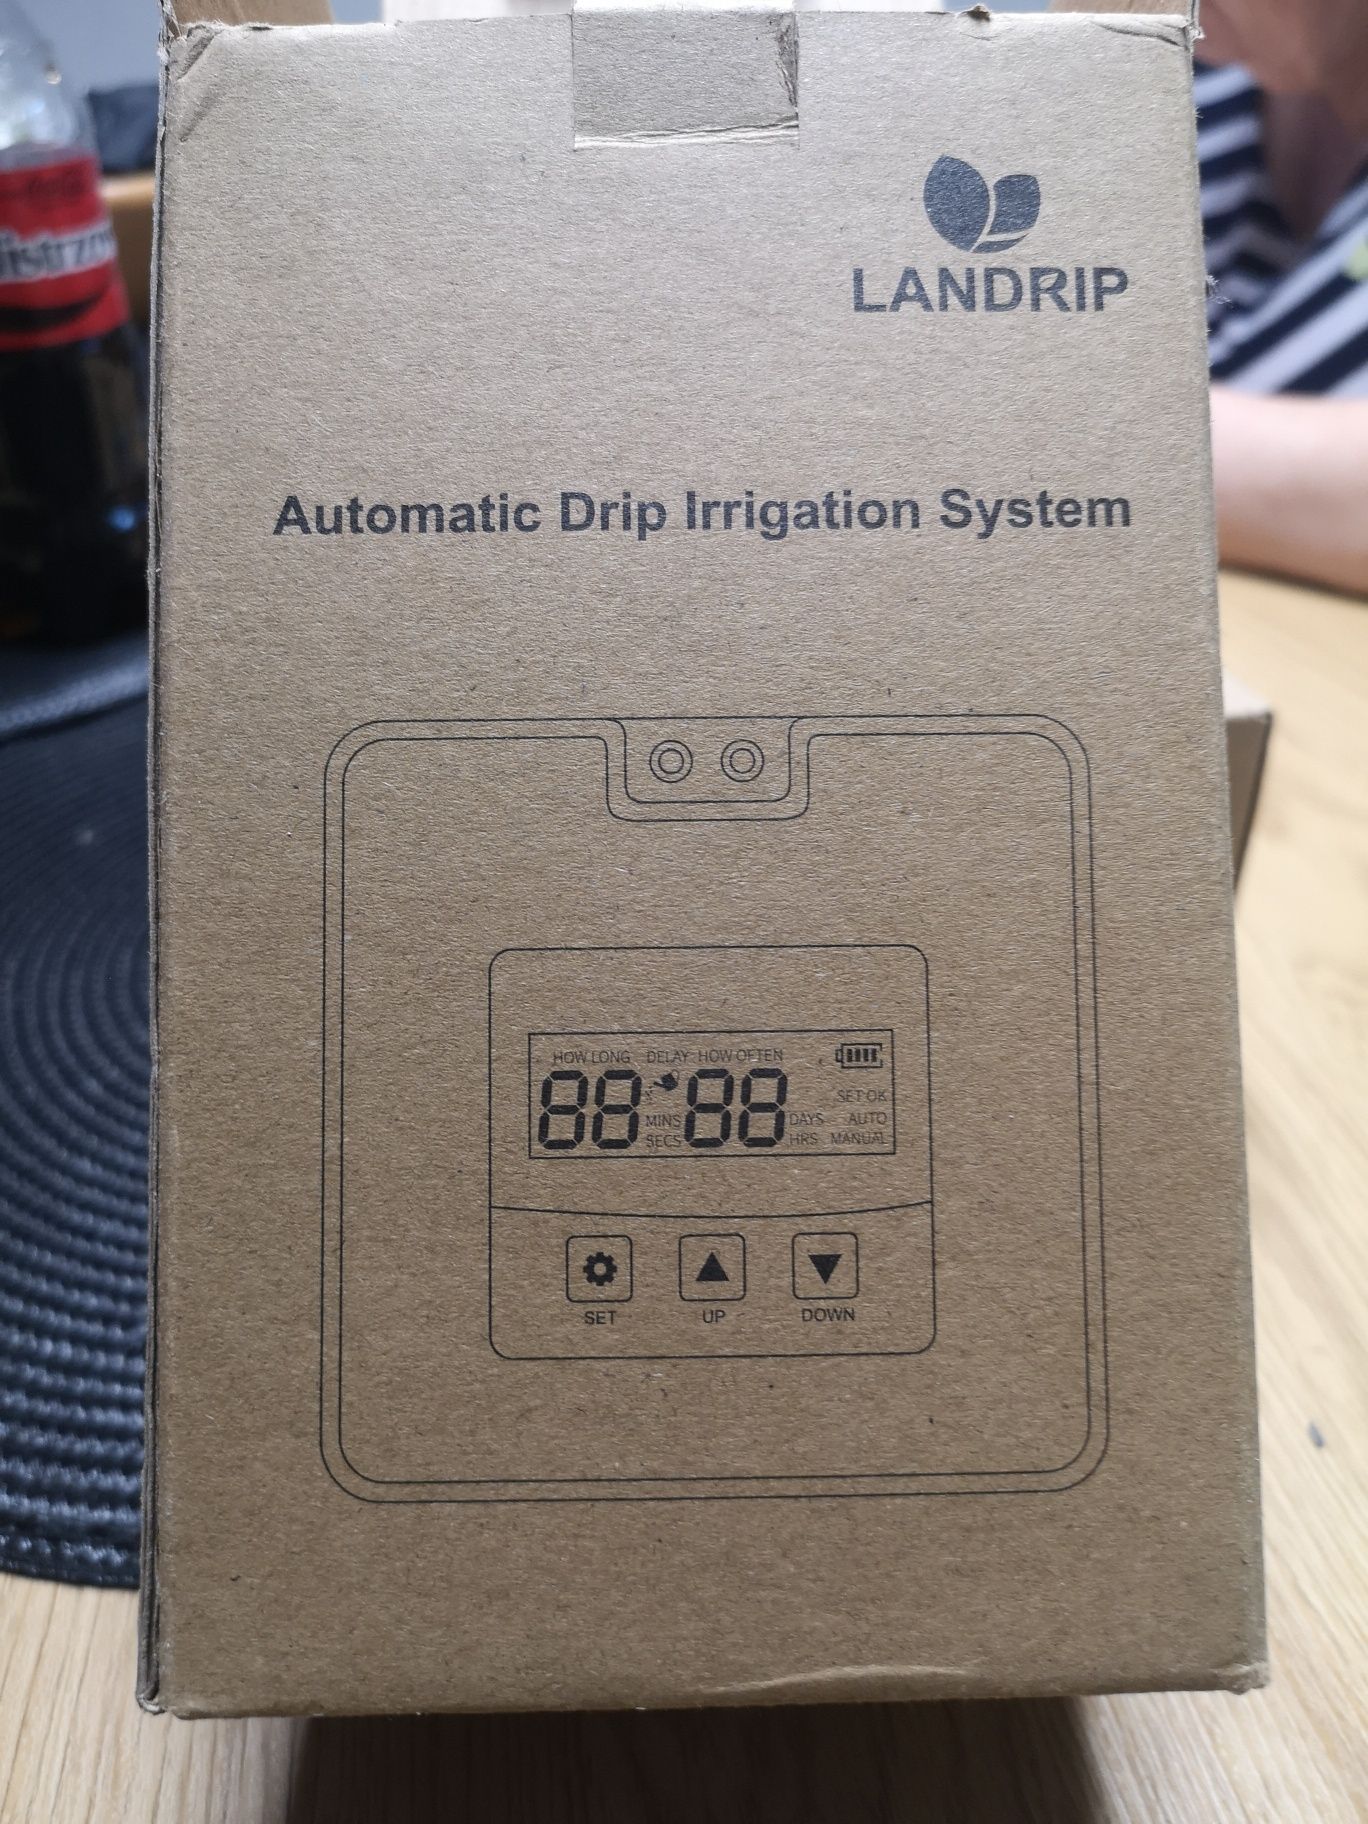 LANDRIP
Automatic Drip Irrigation System
HOW LONG DELAY HOW OFTEN
88 88
SET OK
MINS DAYS AUTO
SECS HRS MANUAL
SET UP DOWN